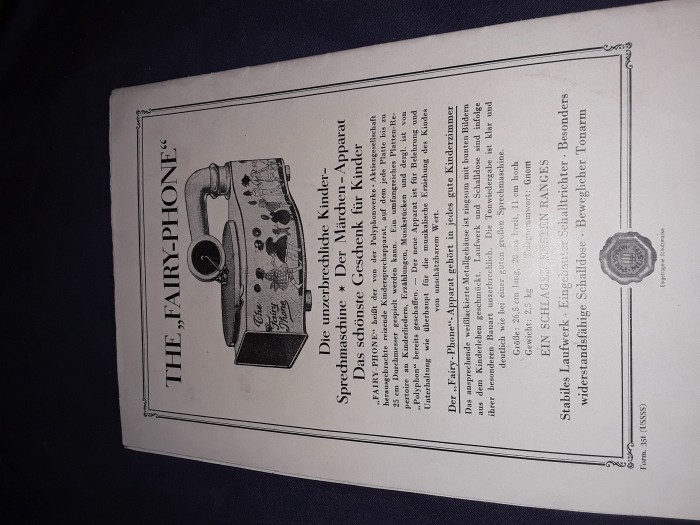 THE „FAIRY-PHONE“
The
Fairy
Phone
Die unzerbrechliche Kinder-
Sprechmaschine * Der Märchen-Apparat
Das schönste Geschenk für Kinder
„FAIRY-PHONE“ heißt der von der Polyphonwerke-Aktiengesellschaft
herausgebrachte reizende Kindersprechapparat, auf dem jede Platte bis zu
25 cm Durchmesser gespielt werden kann. Ein umfangreiches Platten-Re-
pertoire an Kinderliedern, Erzählungen, Musikstücken und dergl. ist von
„Polyphon“ bereits geschaffen. — Der neue Apparat ist für Belehrung und
Unterhaltung wie überhaupt für die musikalische Erziehung des Kindes
von unschätzbarem Wert.
Der „Fairy-Phone“-Apparat gehört in jedes gute Kinderzimmer
Das ansprechende weißlackierte Metallgehäuse ist ringsum mit bunten Bildern
aus dem Kinderleben geschmückt. Laufwerk und Schalldose sind infolge
ihrer besonderen Bauart unzerbrechlich. Die Tonwiedergabe ist klar und
deutlich wie bei einer guten großen Sprechmaschine.
Größe: 26,5 cm lang, 20 cm breit, 11 cm hoch
Gewicht: 2,5 kg Telegrammwort: Gnom
EIN SCHLAGER ERSTEN RANGES
Stabiles Laufwerk · Eingebauter Schalltrichter · Besonders
widerstandsfähige Schalldose · Beweglicher Tonarm
Form. 351 (USSSS)